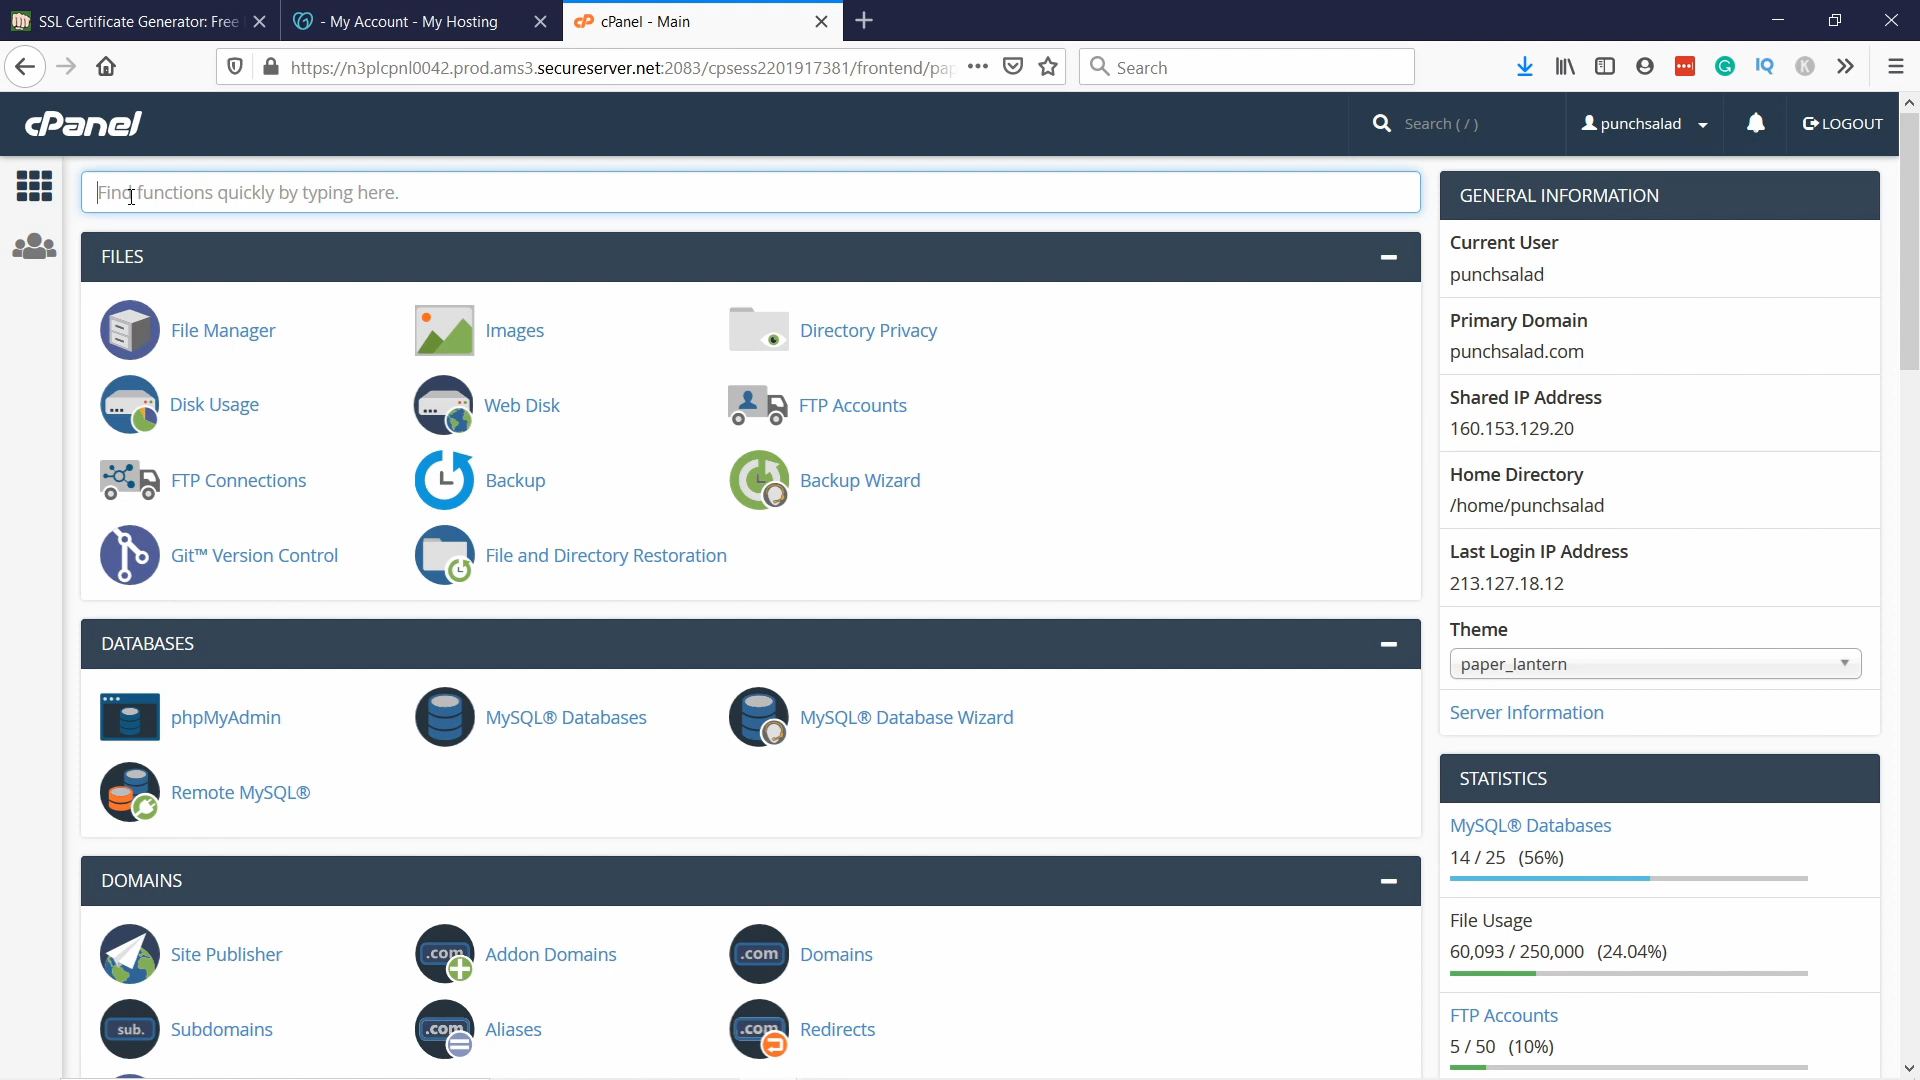 SSL Certificate Generator: Free
- My Account - My Hosting
cPanel - Main
https://n3plcpnl0042.prod.ams3.secureserver.net:2083/cpsess2201917381/frontend/pap
Search
cPanel
Search ( / )
punchsalad
LOGOUT
Find functions quickly by typing here.
FILES
File Manager
Images
Directory Privacy
Disk Usage
Web Disk
FTP Accounts
FTP Connections
Backup
Backup Wizard
Git™ Version Control
File and Directory Restoration
DATABASES
phpMyAdmin
MySQL® Databases
MySQL® Database Wizard
Remote MySQL®
DOMAINS
Site Publisher
.com
Addon Domains
.com
Domains
sub.
Subdomains
.com
Aliases
.com
Redirects
GENERAL INFORMATION
Current User
punchsalad
Primary Domain
punchsalad.com
Shared IP Address
160.153.129.20
Home Directory
/home/punchsalad
Last Login IP Address
213.127.18.12
Theme
paper_lantern
Server Information
STATISTICS
MySQL® Databases
14 / 25 (56%)
File Usage
60,093 / 250,000 (24.04%)
FTP Accounts
5 / 50 (10%)